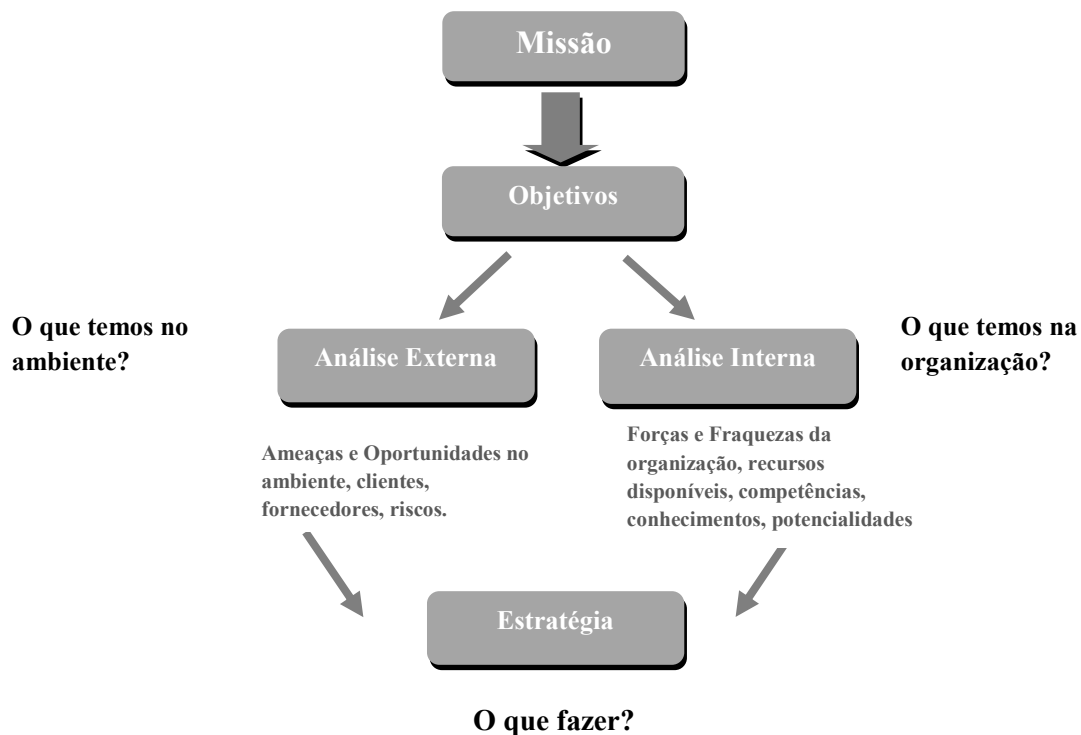 Missão
Objetivos
O que temos no
ambiente?
Análise Externa
Análise Interna
O que temos na
organização?
Ameaças e Oportunidades no
ambiente, clientes,
fornecedores, riscos.
Forças e Fraquezas da
organização, recursos
disponíveis, competências,
conhecimentos, potencialidades
Estratégia
O que fazer?